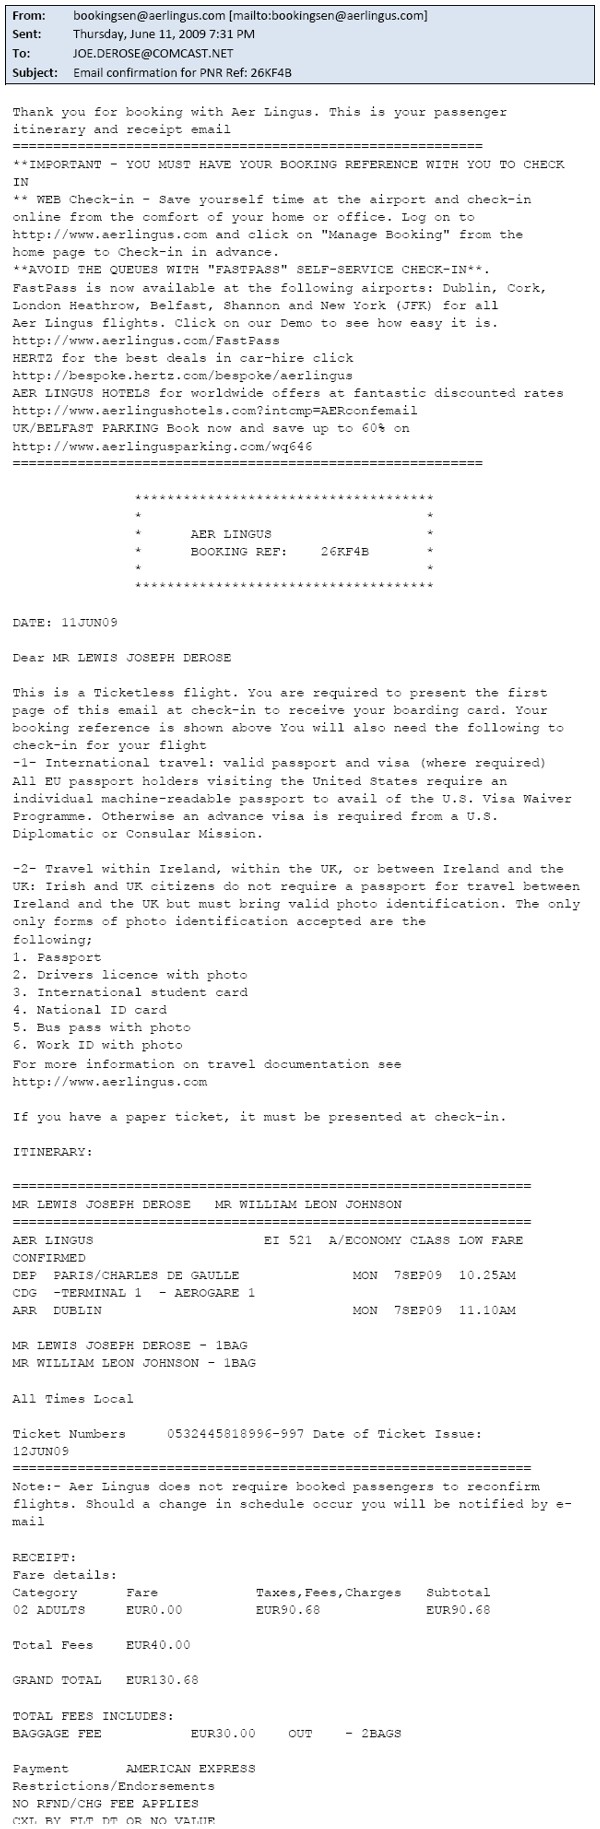 From: bookingsen@aerlingus.com [mailto:bookingsen@aerlingus.com]
Sent: Thursday, June 11, 2009 7:31 PM
To: JOE.DEROSE@COMCAST.NET
Subject: Email confirmation for PNR Ref: 26KF4B
Thank you for booking with Aer Lingus. This is your passenger
itinerary and receipt email
==========================================================
**IMPORTANT - YOU MUST HAVE YOUR BOOKING REFERENCE WITH YOU TO CHECK
IN
** WEB Check-in - Save yourself time at the airport and check-in
online from the comfort of your home or office. Log on to
http://www.aerlingus.com and click on "Manage Booking" from the
home page to Check-in in advance.
**AVOID THE QUEUES WITH "FASTPASS" SELF-SERVICE CHECK-IN**.
FastPass is now available at the following airports: Dublin, Cork,
London Heathrow, Belfast, Shannon and New York (JFK) for all
Aer Lingus flights. Click on our Demo to see how easy it is.
http://www.aerlingus.com/FastPass
HERTZ for the best deals in car-hire click
http://bespoke.hertz.com/bespoke/aerlingus
AER LINGUS HOTELS for worldwide offers at fantastic discounted rates
http://www.aerlingushotels.com?intcmp=AERconfemail
UK/BELFAST PARKING Book now and save up to 60% on
http://www.aerlingusparking.com/wq646
==========================================================
*************************************
* *
* AER LINGUS *
* BOOKING REF: 26KF4B *
* *
*************************************
DATE: 11JUN09
Dear MR LEWIS JOSEPH DEROSE
This is a Ticketless flight. You are required to present the first
page of this email at check-in to receive your boarding card. Your
booking reference is shown above You will also need the following to
check-in for your flight
-1- International travel: valid passport and visa (where required)
All EU passport holders visiting the United States require an
individual machine-readable passport to avail of the U.S. Visa Waiver
Programme. Otherwise an advance visa is required from a U.S.
Diplomatic or Consular Mission.
-2- Travel within Ireland, within the UK, or between Ireland and the
UK: Irish and UK citizens do not require a passport for travel between
Ireland and the UK but must bring valid photo identification. The only
only forms of photo identification accepted are the
following;
1. Passport
2. Drivers licence with photo
3. International student card
4. National ID card
5. Bus pass with photo
6. Work ID with photo
For more information on travel documentation see
http://www.aerlingus.com
If you have a paper ticket, it must be presented at check-in.
ITINERARY:
================================================================
MR LEWIS JOSEPH DEROSE MR WILLIAM LEON JOHNSON
================================================================
AER LINGUS EI 521 A/ECONOMY CLASS LOW FARE
CONFIRMED
DEP PARIS/CHARLES DE GAULLE MON 7SEP09 10.25AM
CDG -TERMINAL 1 - AEROGARE 1
ARR DUBLIN MON 7SEP09 11.10AM
MR LEWIS JOSEPH DEROSE - 1BAG
MR WILLIAM LEON JOHNSON - 1BAG
All Times Local
Ticket Numbers 0532445818996-997 Date of Ticket Issue:
12JUN09
================================================================
Note:- Aer Lingus does not require booked passengers to reconfirm
flights. Should a change in schedule occur you will be notified by e-
mail
RECEIPT:
Fare details:
Category Fare Taxes,Fees,Charges Subtotal
02 ADULTS EUR0.00 EUR90.68 EUR90.68
Total Fees EUR40.00
GRAND TOTAL EUR130.68
TOTAL FEES INCLUDES:
BAGGAGE FEE EUR30.00 OUT - 2BAGS
Payment AMERICAN EXPRESS
Restrictions/Endorsements
NO RFND/CHG FEE APPLIES
CXL BY FLT DT OR NO VALUE